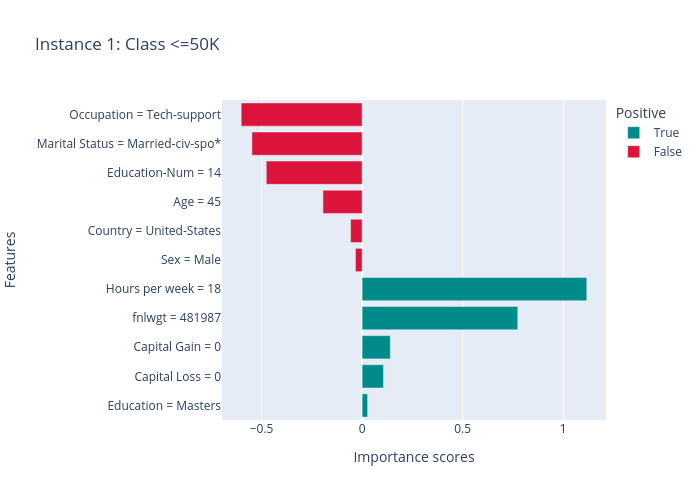 Instance 1: Class <=50K
Positive
True
False
Features
Occupation = Tech-support
Marital Status = Married-civ-spo*
Education-Num = 14
Age = 45
Country = United-States
Sex = Male
Hours per week = 18
fnlwgt = 481987
Capital Gain = 0
Capital Loss = 0
Education = Masters
−0.5 0 0.5 1
Importance scores